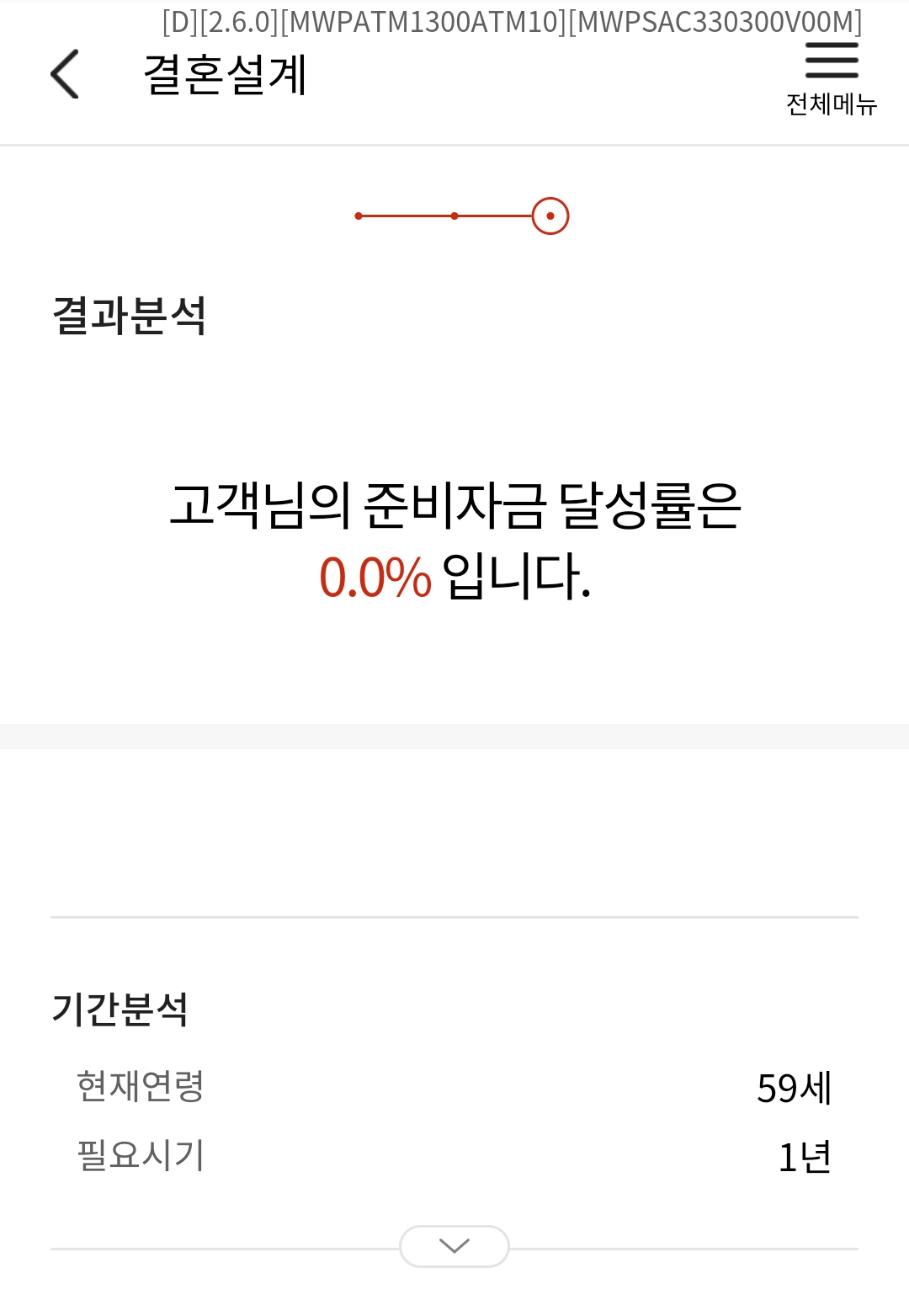 [D][2.6.0][MWPATM1300ATM10][MWPSAC330300V00M]
결혼설계
전체메뉴
결과분석
고객님의 준비자금 달성률은
0.0% 입니다.
기간분석
현재연령 59세
필요시기 1년